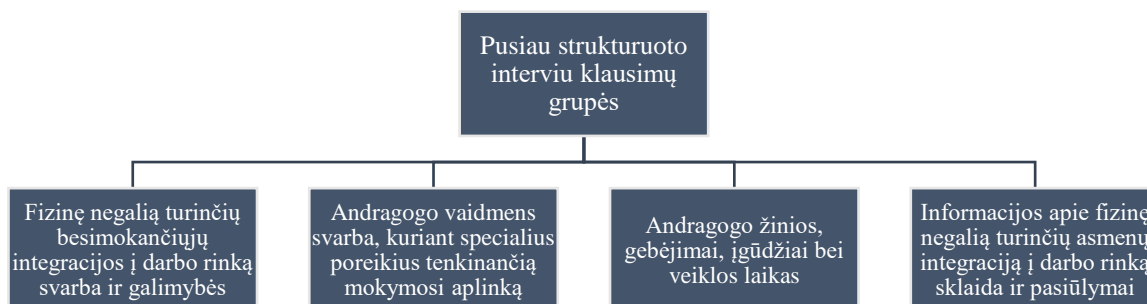 Pusiau strukturuoto
interviu klausimų
grupės
Fizinę negalią turinčių
besimokančiųjų
integracijos į darbo rinką
svarba ir galimybės
Andragogo vaidmens
svarba, kuriant specialius
poreikius tenkinančią
mokymosi aplinką
Andragogo žinios,
gebėjimai, įgūdžiai bei
veiklos laikas
Informacijos apie fizinę
negalią turinčių asmenų
integraciją į darbo rinką
sklaida ir pasiūlymai